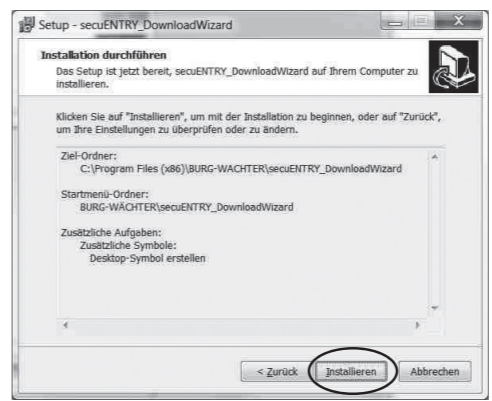 Setup - secuENTRY_DownloadWizard
Installation durchführen
Das Setup ist jetzt bereit, secuENTRY_DownloadWizard auf Ihrem Computer zu
installieren.
Klicken Sie auf "Installieren", um mit der Installation zu beginnen, oder auf "Zurück",
um Ihre Einstellungen zu überprüfen oder zu ändern.
Ziel-Ordner:
C:\Program Files (x86)\BURG-WACHTER\secuENTRY_DownloadWizard
Startmenü-Ordner:
BURG-WÄCHTER\secuENTRY_DownloadWizard
Zusätzliche Aufgaben:
Zusätzliche Symbole:
Desktop-Symbol erstellen
< Zurück Installieren Abbrechen